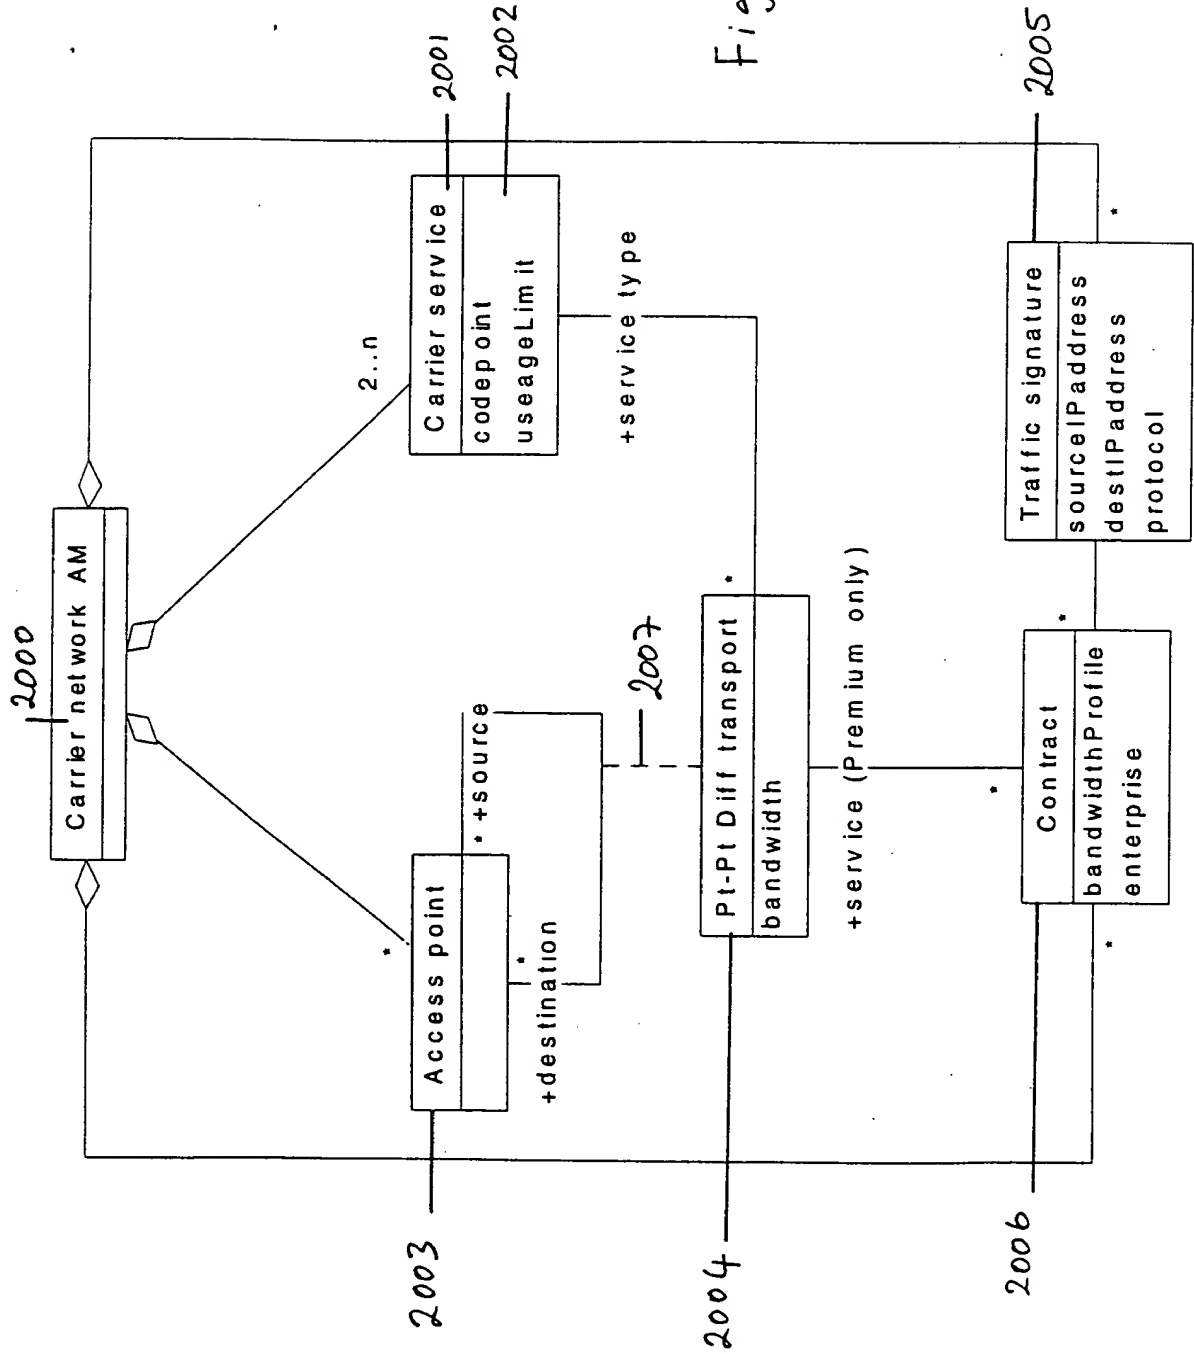 2000
Carrier network AM
2..n
2001
2002
Carrier service
codepoint
useageLimit
+service type
*
2003
Access point
* +source
*
+destination
2007
2004
Pt-Pt Diff transport
bandwidth
*
+service (Premium only)
*
2006
Contract
bandwidthProfile
enterprise
*
*
2005
Traffic signature
sourceIPaddress
destIPaddress
protocol
*